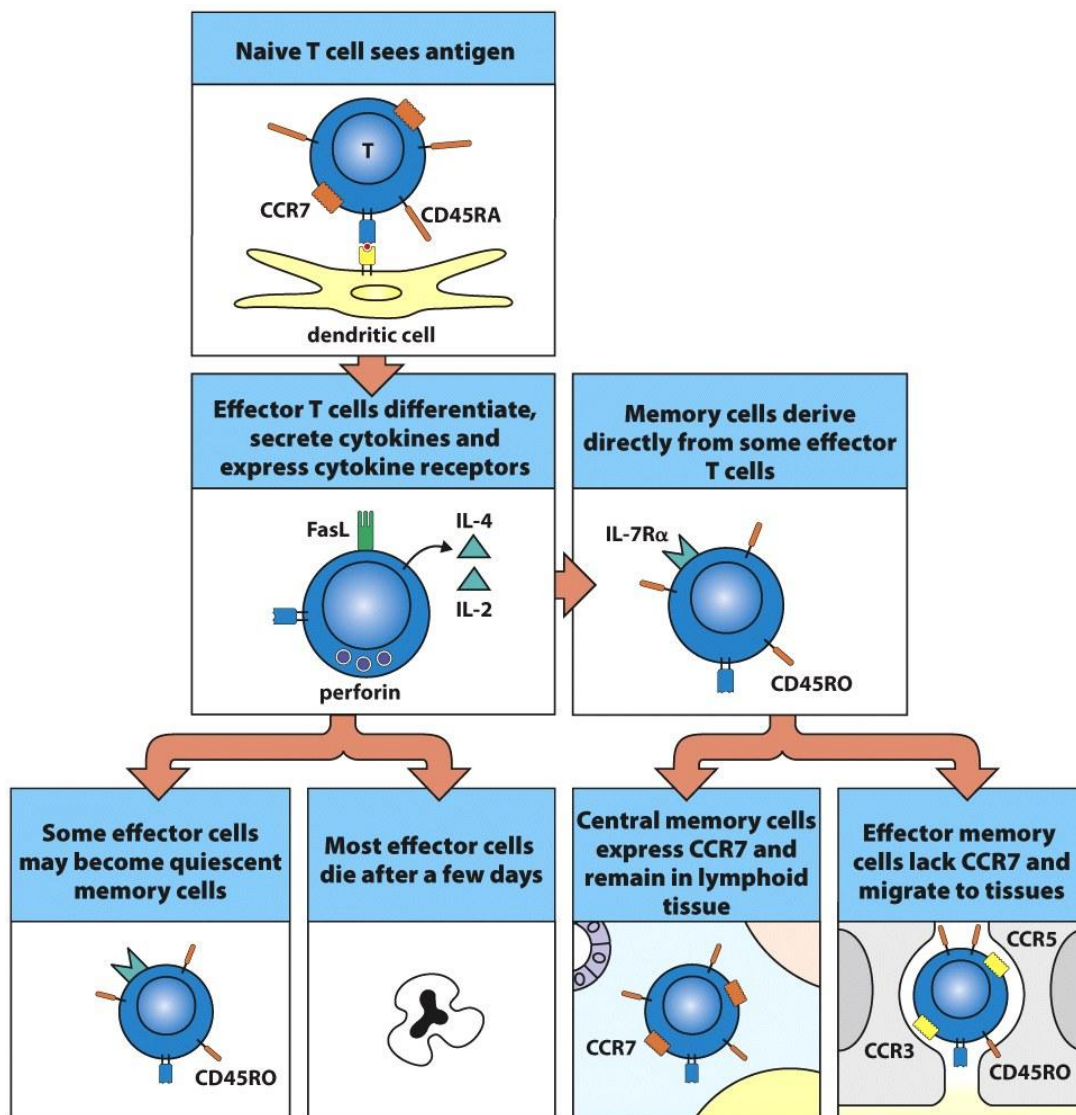 Naive T cell sees antigen
T
CCR7
CD45RA
dendritic cell
Effector T cells differentiate,
secrete cytokines and
express cytokine receptors
FasL
IL-4
IL-2
perforin
Memory cells derive
directly from some effector
T cells
IL-7Rα
CD45RO
Some effector cells
may become quiescent
memory cells
CD45RO
Most effector cells
die after a few days
Central memory cells
express CCR7 and
remain in lymphoid
tissue
CCR7
Effector memory
cells lack CCR7 and
migrate to tissues
CCR5
CCR3
CD45RO